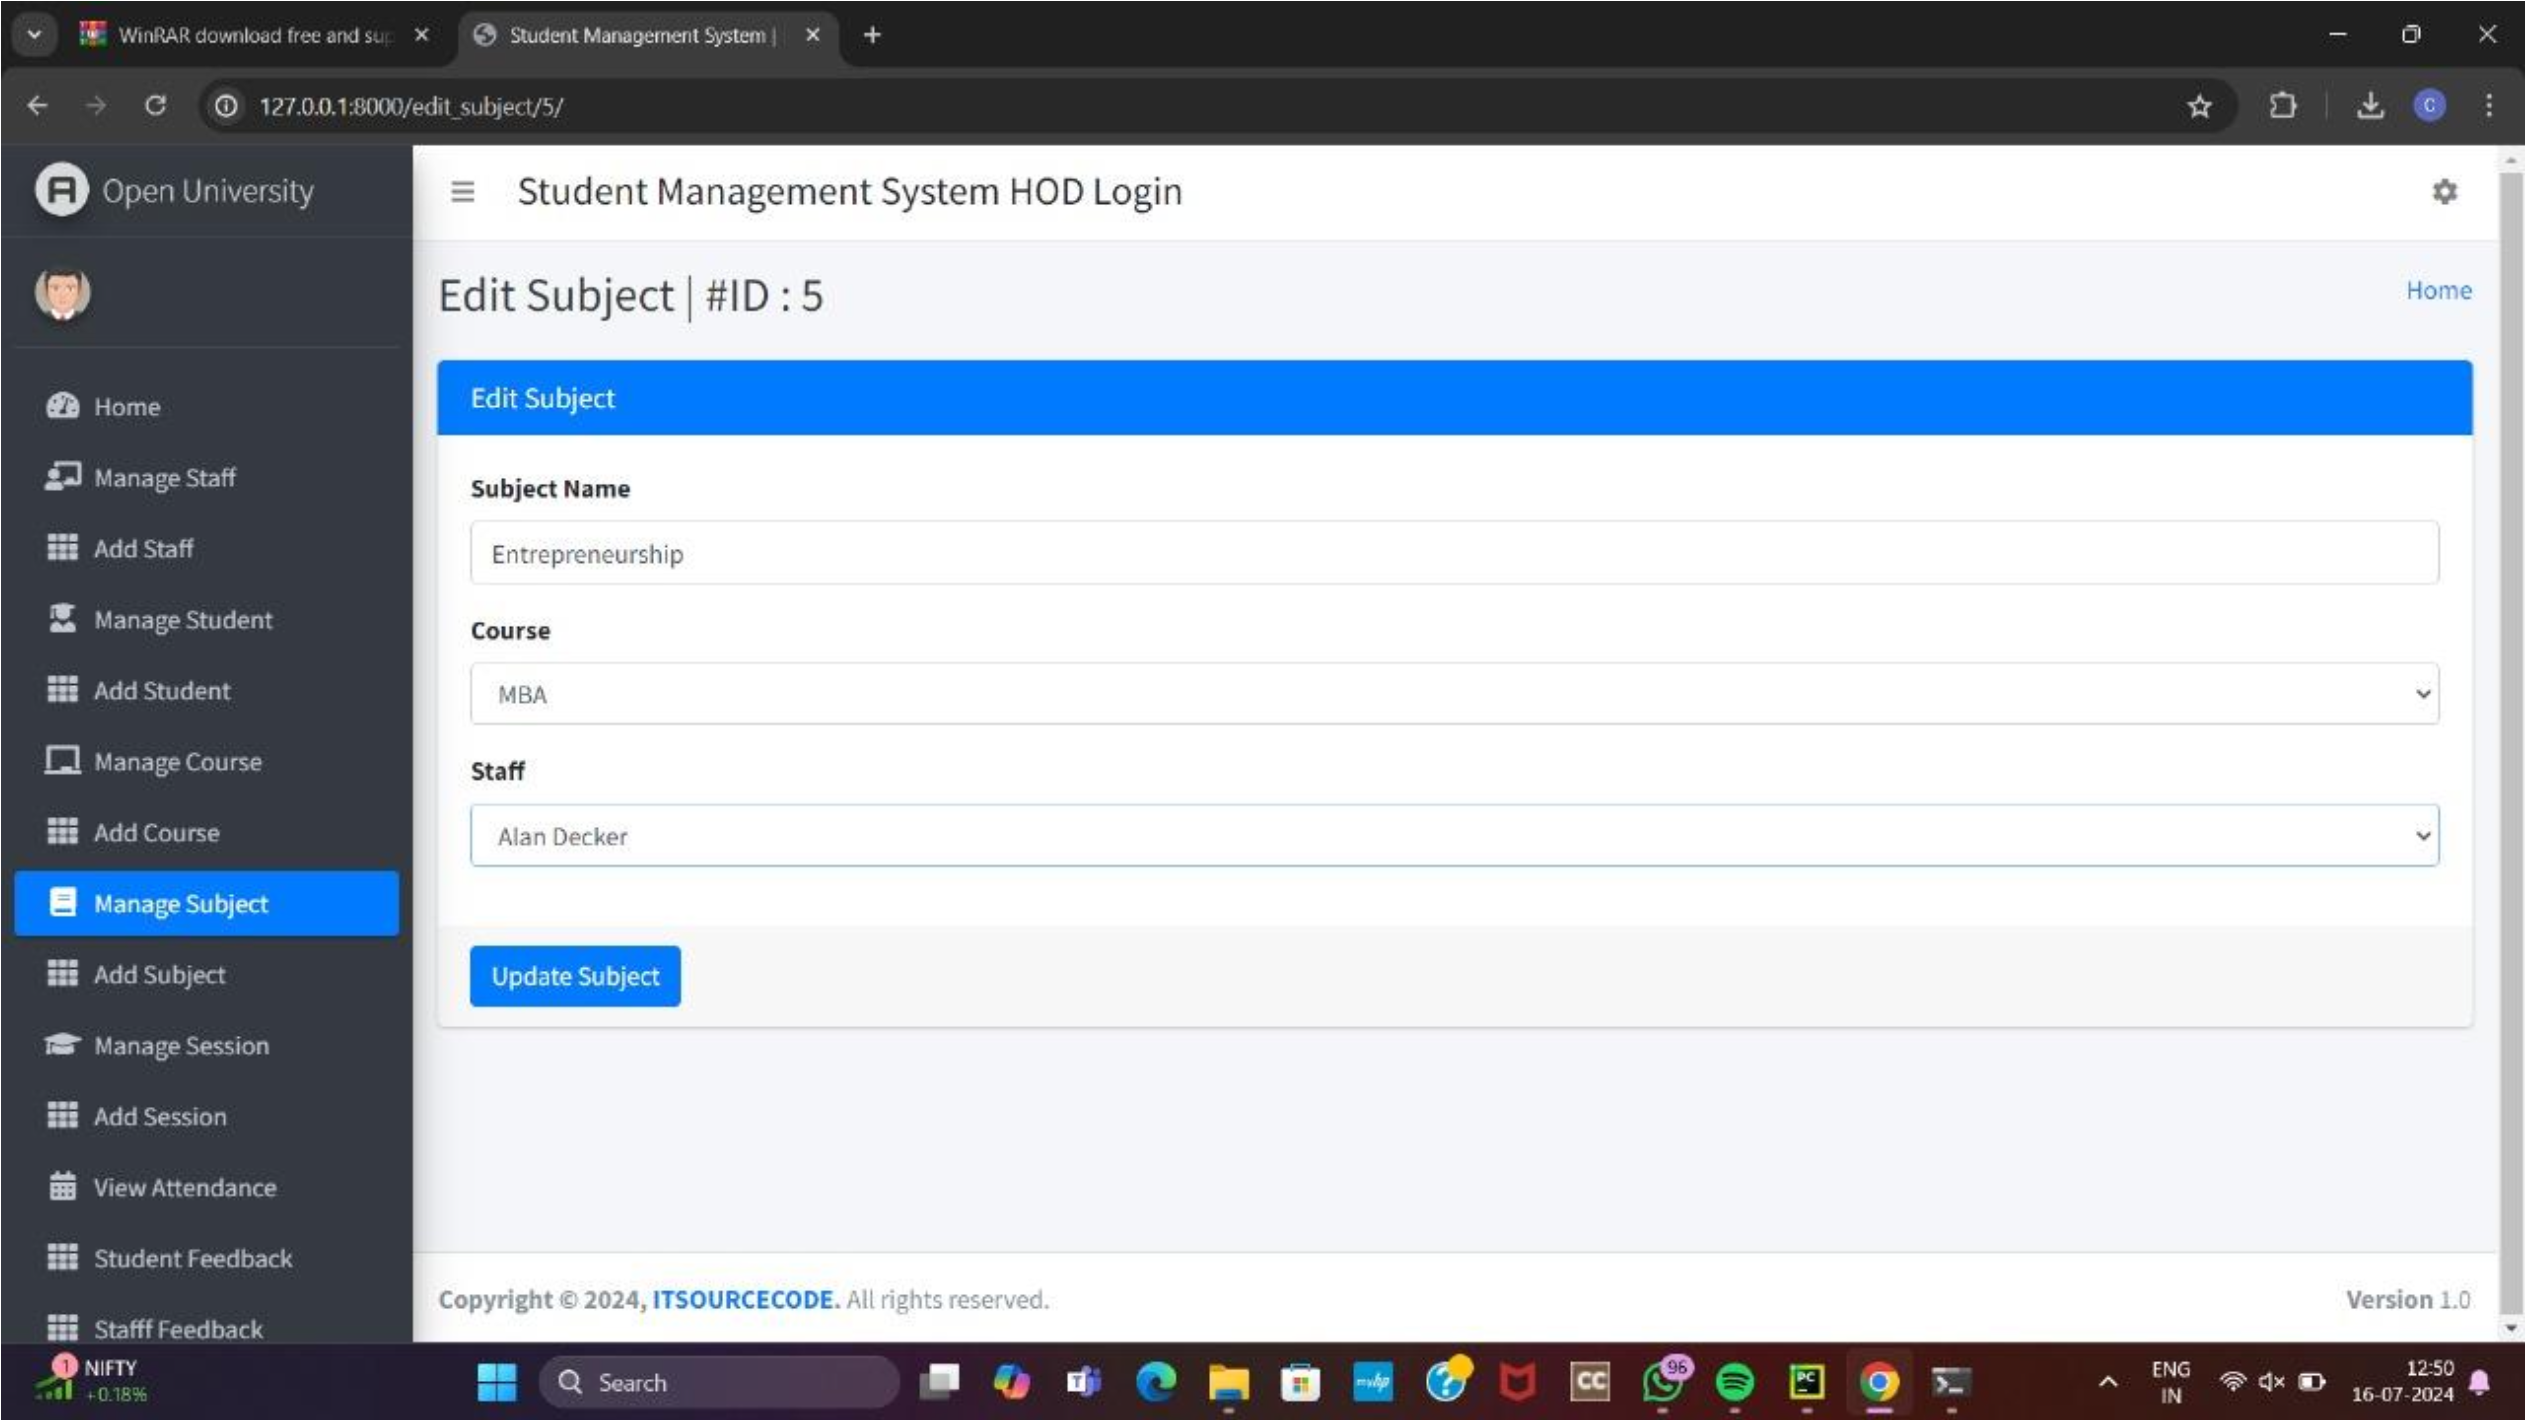 WinRAR download free and sup
Student Management System |
127.0.0.1:8000/edit_subject/5/
Open University
Student Management System HOD Login
Edit Subject | #ID : 5
Home
Home
Manage Staff
Add Staff
Manage Student
Add Student
Manage Course
Add Course
Manage Subject
Add Subject
Manage Session
Add Session
View Attendance
Student Feedback
Stafff Feedback
Edit Subject
Subject Name
Entrepreneurship
Course
MBA
Staff
Alan Decker
Update Subject
Copyright © 2024, ITSOURCECODE. All rights reserved.
Version 1.0
1
NIFTY
+0.18%
Search
myhp
CC
96
PC
ENG
IN
12:50
16-07-2024
C